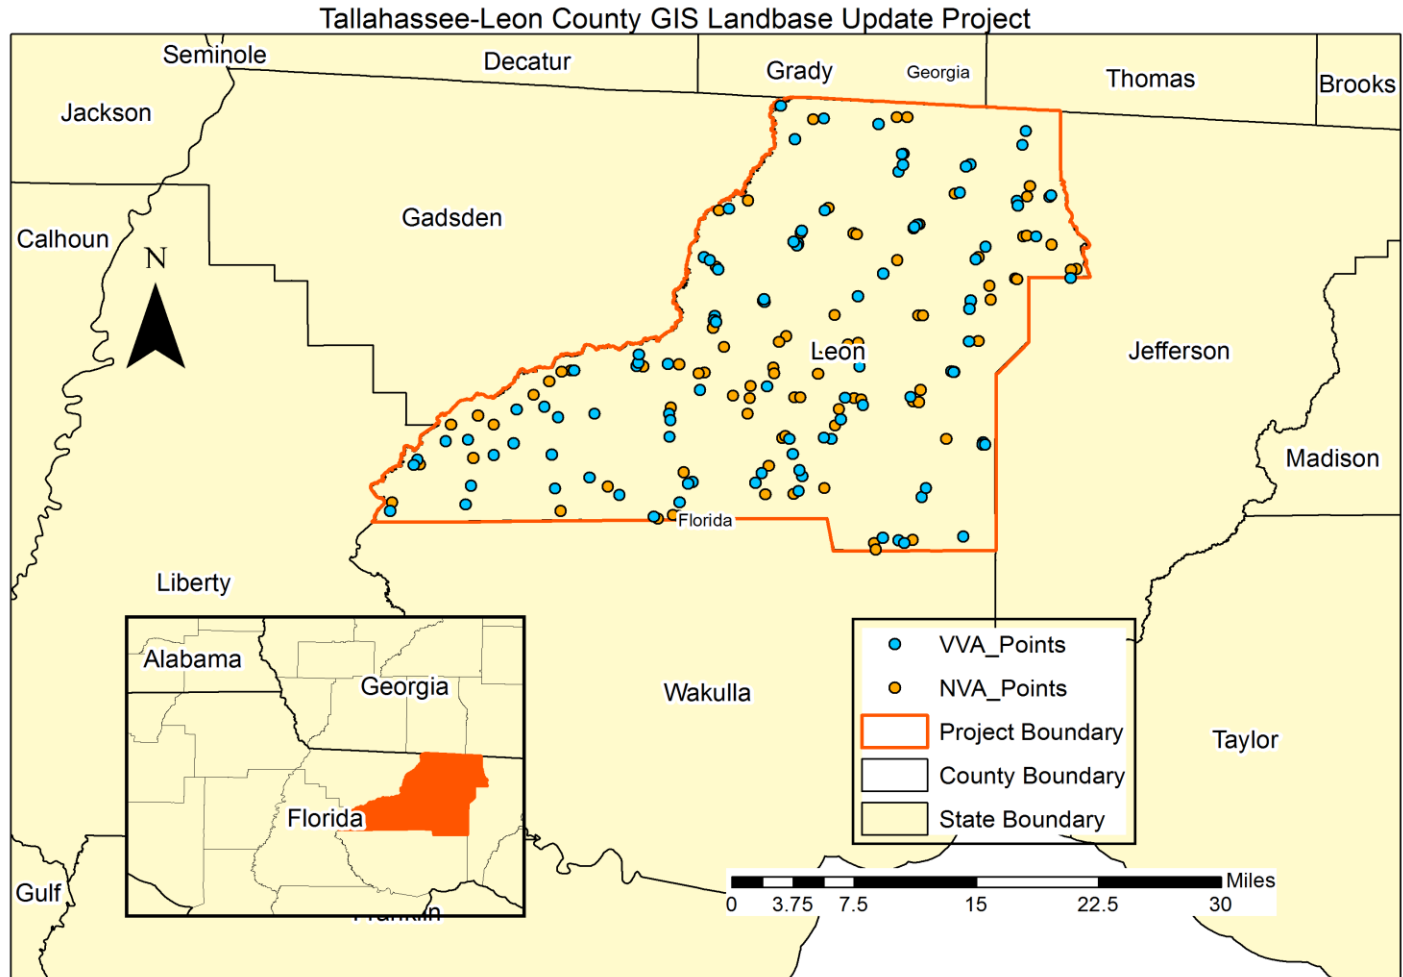 Tallahassee-Leon County GIS Landbase Update Project
Seminole
Decatur
Grady
Georgia
Thomas
Brooks
Jackson
Gadsden
Calhoun
N
Leon
Jefferson
Madison
Florida
Liberty
Wakulla
Taylor
Alabama
Georgia
Florida
VVA_Points
NVA_Points
Project Boundary
County Boundary
State Boundary
Gulf
Franklin
Miles
0 3.75 7.5 15 22.5 30